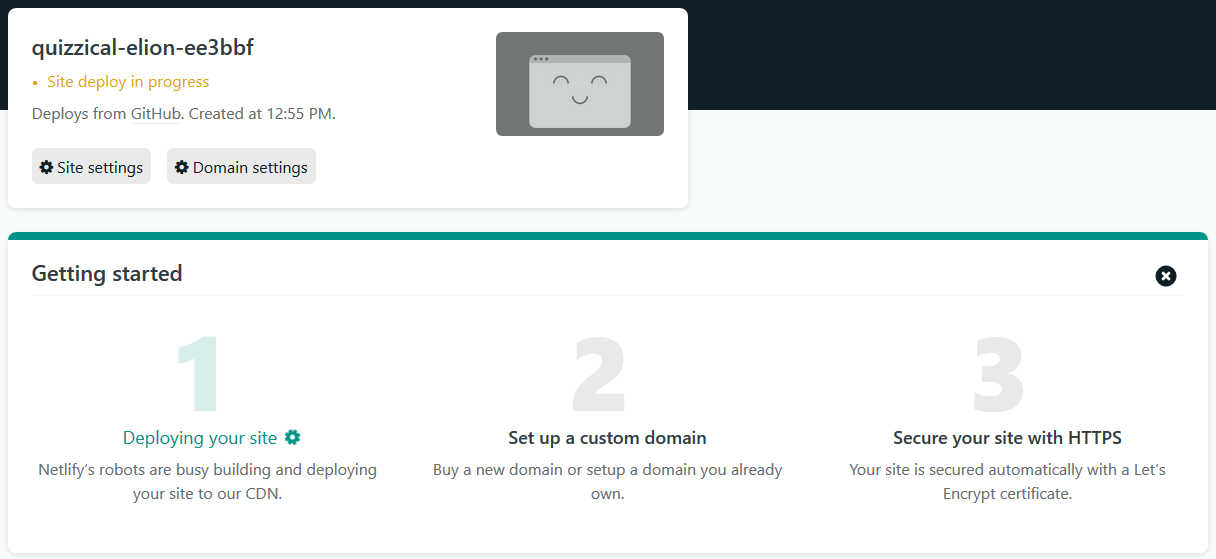 quizzical-elion-ee3bbf
• Site deploy in progress
Deploys from GitHub. Created at 12:55 PM.
Site settings
Domain settings
Getting started
1
Deploying your site
Netlify’s robots are busy building and deploying
your site to our CDN.
2
Set up a custom domain
Buy a new domain or setup a domain you already
own.
3
Secure your site with HTTPS
Your site is secured automatically with a Let’s
Encrypt certificate.